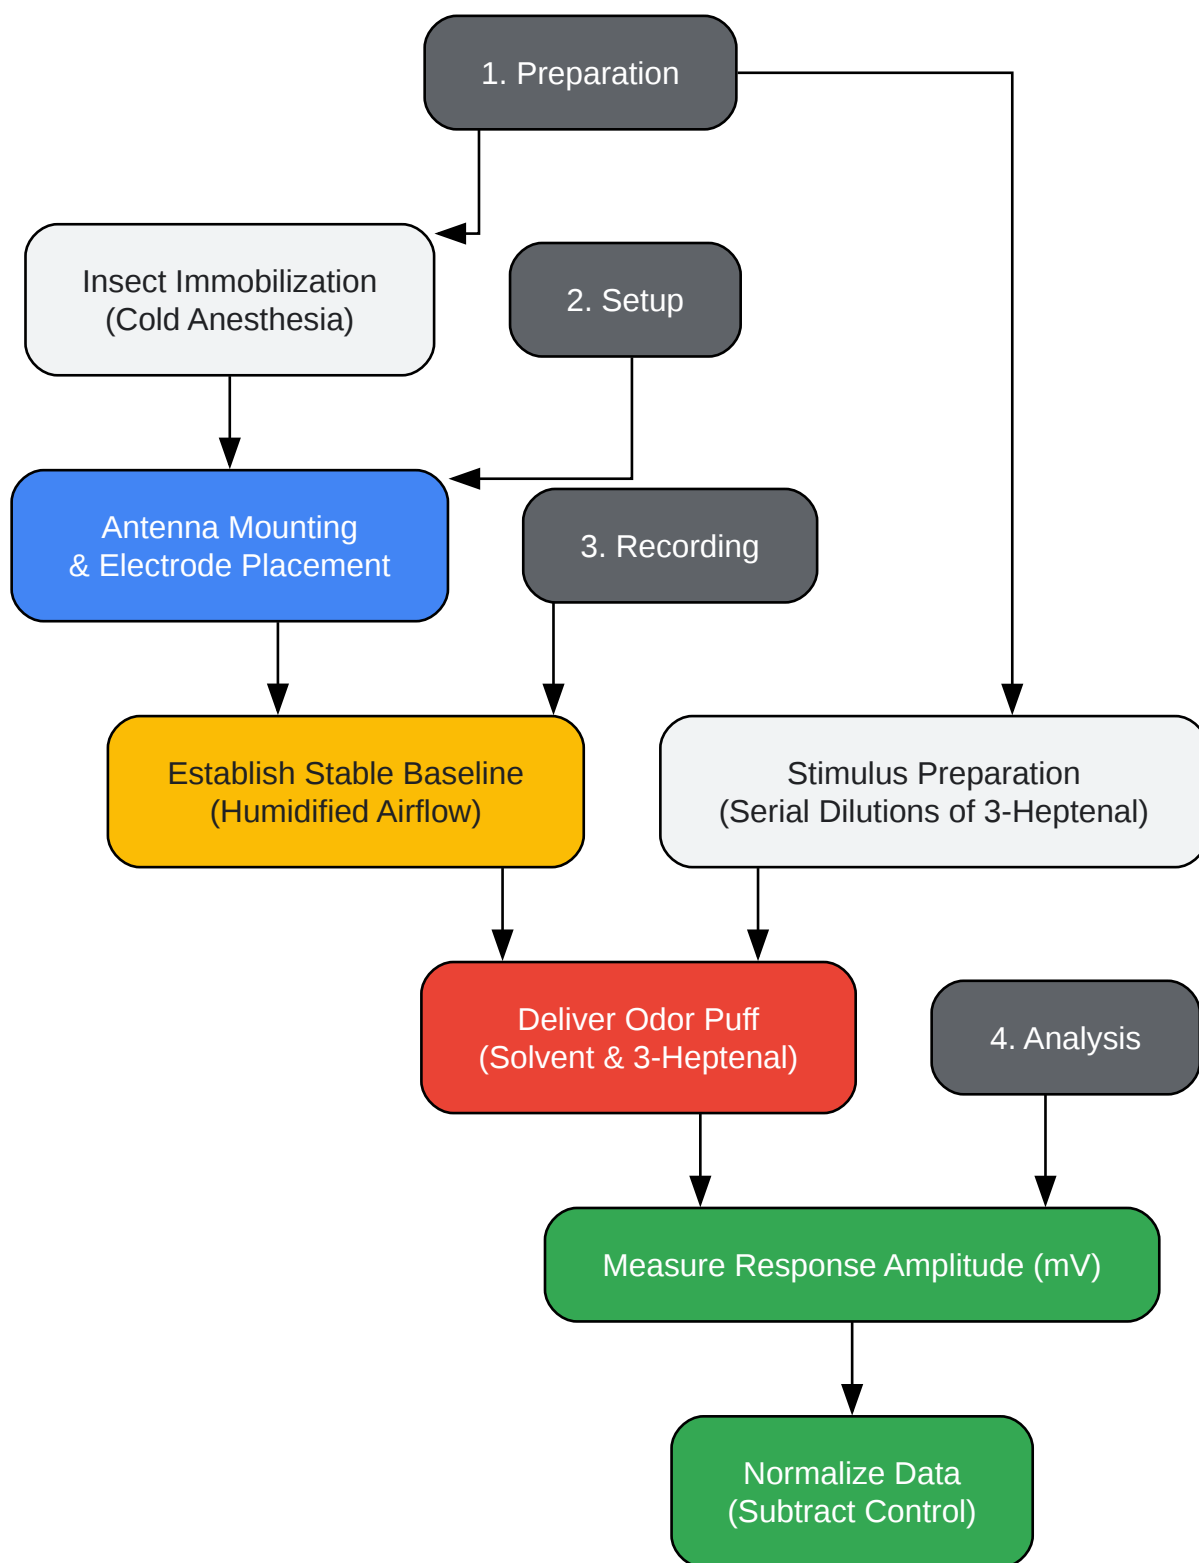 1. Preparation
Insect Immobilization
(Cold Anesthesia)
2. Setup
Antenna Mounting
& Electrode Placement
3. Recording
Establish Stable Baseline
(Humidified Airflow)
Stimulus Preparation
(Serial Dilutions of 3-Heptenal)
Deliver Odor Puff
(Solvent & 3-Heptenal)
4. Analysis
Measure Response Amplitude (mV)
Normalize Data
(Subtract Control)